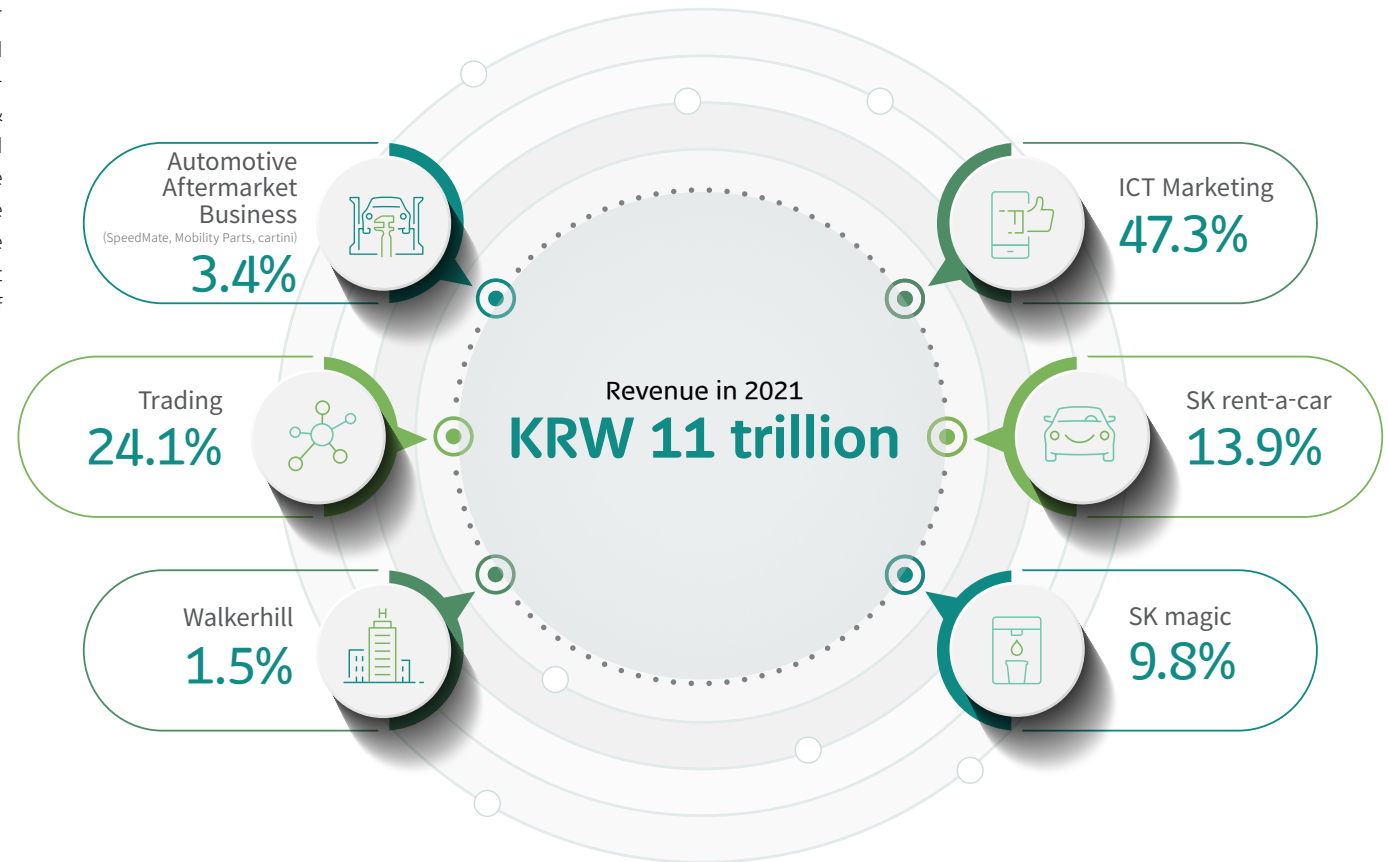 Automotive
Aftermarket
Business
(SpeedMate, Mobility Parts, cartini)
3.4%
Trading
24.1%
H
Walkerhill
1.5%
Revenue in 2021
KRW 11 trillion
ICT Marketing
47.3%
SK rent-a-car
13.9%
SK magic
9.8%